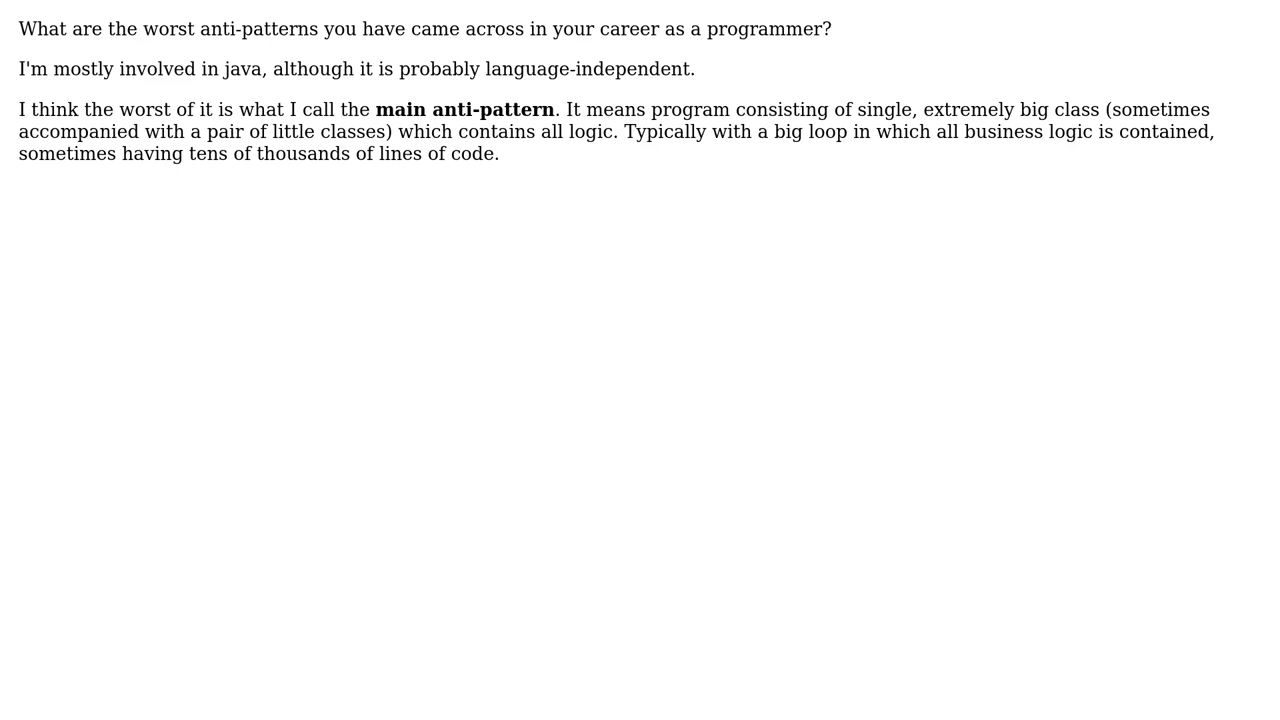 What are the worst anti-patterns you have came across in your career as a programmer?
I'm mostly involved in java, although it is probably language-independent.
I think the worst of it is what I call the main anti-pattern. It means program consisting of single, extremely big class (sometimes
accompanied with a pair of little classes) which contains all logic. Typically with a big loop in which all business logic is contained,
sometimes having tens of thousands of lines of code.